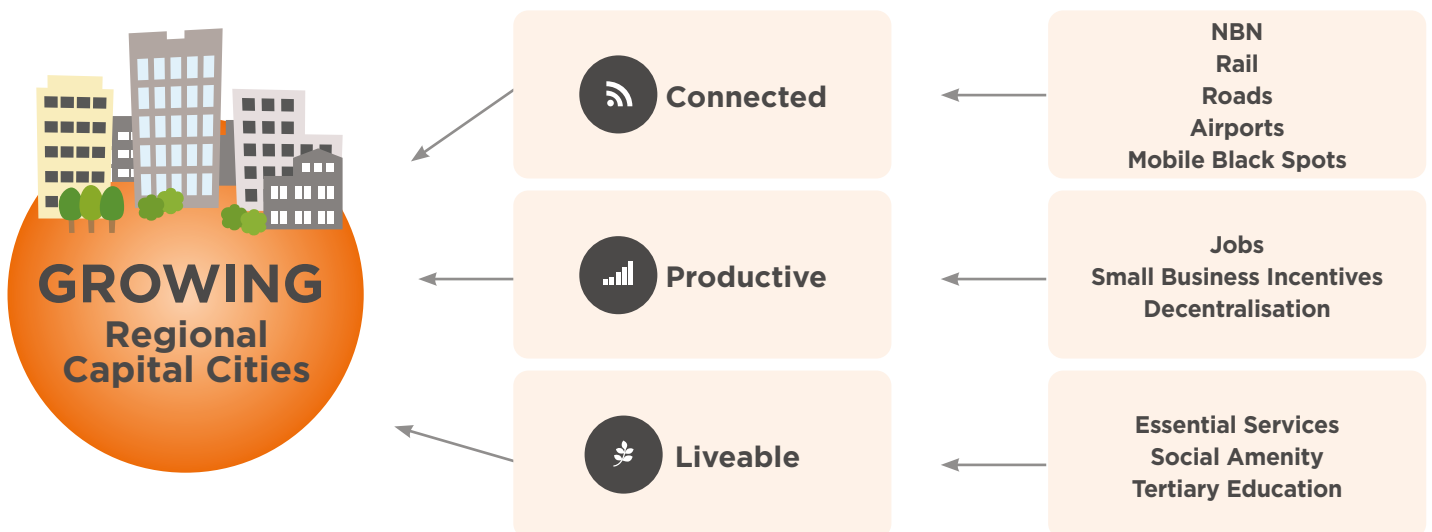 GROWING
Regional
Capital Cities
Connected
NBN
Rail
Roads
Airports
Mobile Black Spots
Productive
Jobs
Small Business Incentives
Decentralisation
Liveable
Essential Services
Social Amenity
Tertiary Education